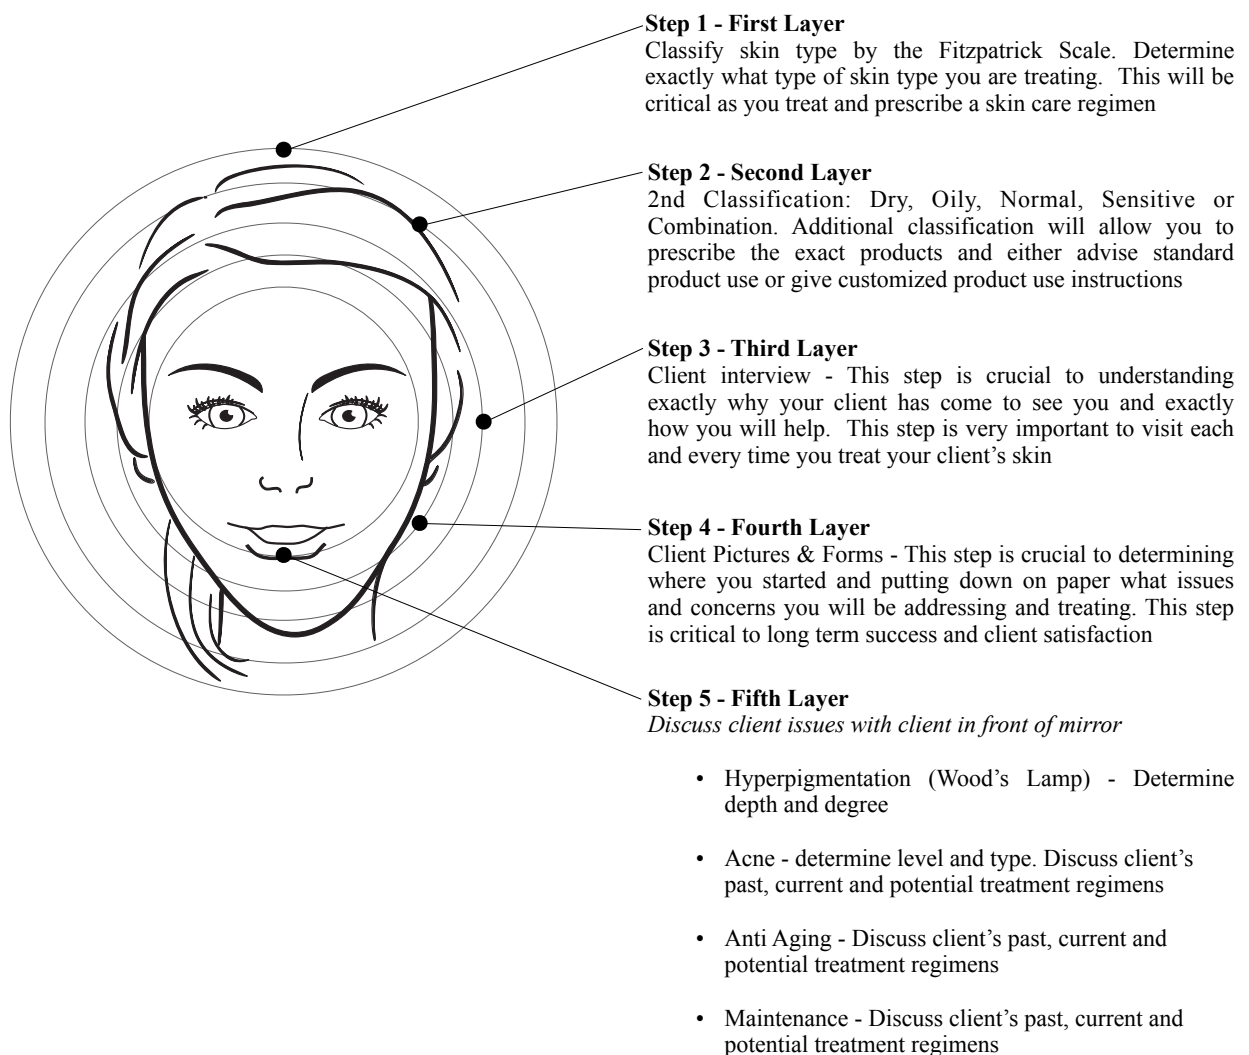 Step 1 - First Layer
Classify skin type by the Fitzpatrick Scale. Determine
exactly what type of skin type you are treating.  This will be
critical as you treat and prescribe a skin care regimen
Step 2 - Second Layer
2nd Classification: Dry, Oily, Normal, Sensitive or
Combination. Additional classification will allow you to
prescribe the exact products and either advise standard
product use or give customized product use instructions
Step 3 - Third Layer
Client interview - This step is crucial to understanding
exactly why your client has come to see you and exactly
how you will help.  This step is very important to visit each
and every time you treat your client’s skin
Step 4 - Fourth Layer
Client Pictures & Forms - This step is crucial to determining
where you started and putting down on paper what issues
and concerns you will be addressing and treating. This step
is critical to long term success and client satisfaction
Step 5 - Fifth Layer
Discuss client issues with client in front of mirror
• Hyperpigmentation (Wood’s Lamp) - Determine
depth and degree
• Acne - determine level and type. Discuss client’s
past, current and potential treatment regimens
• Anti Aging - Discuss client’s past, current and
potential treatment regimens
• Maintenance - Discuss client’s past, current and
potential treatment regimens